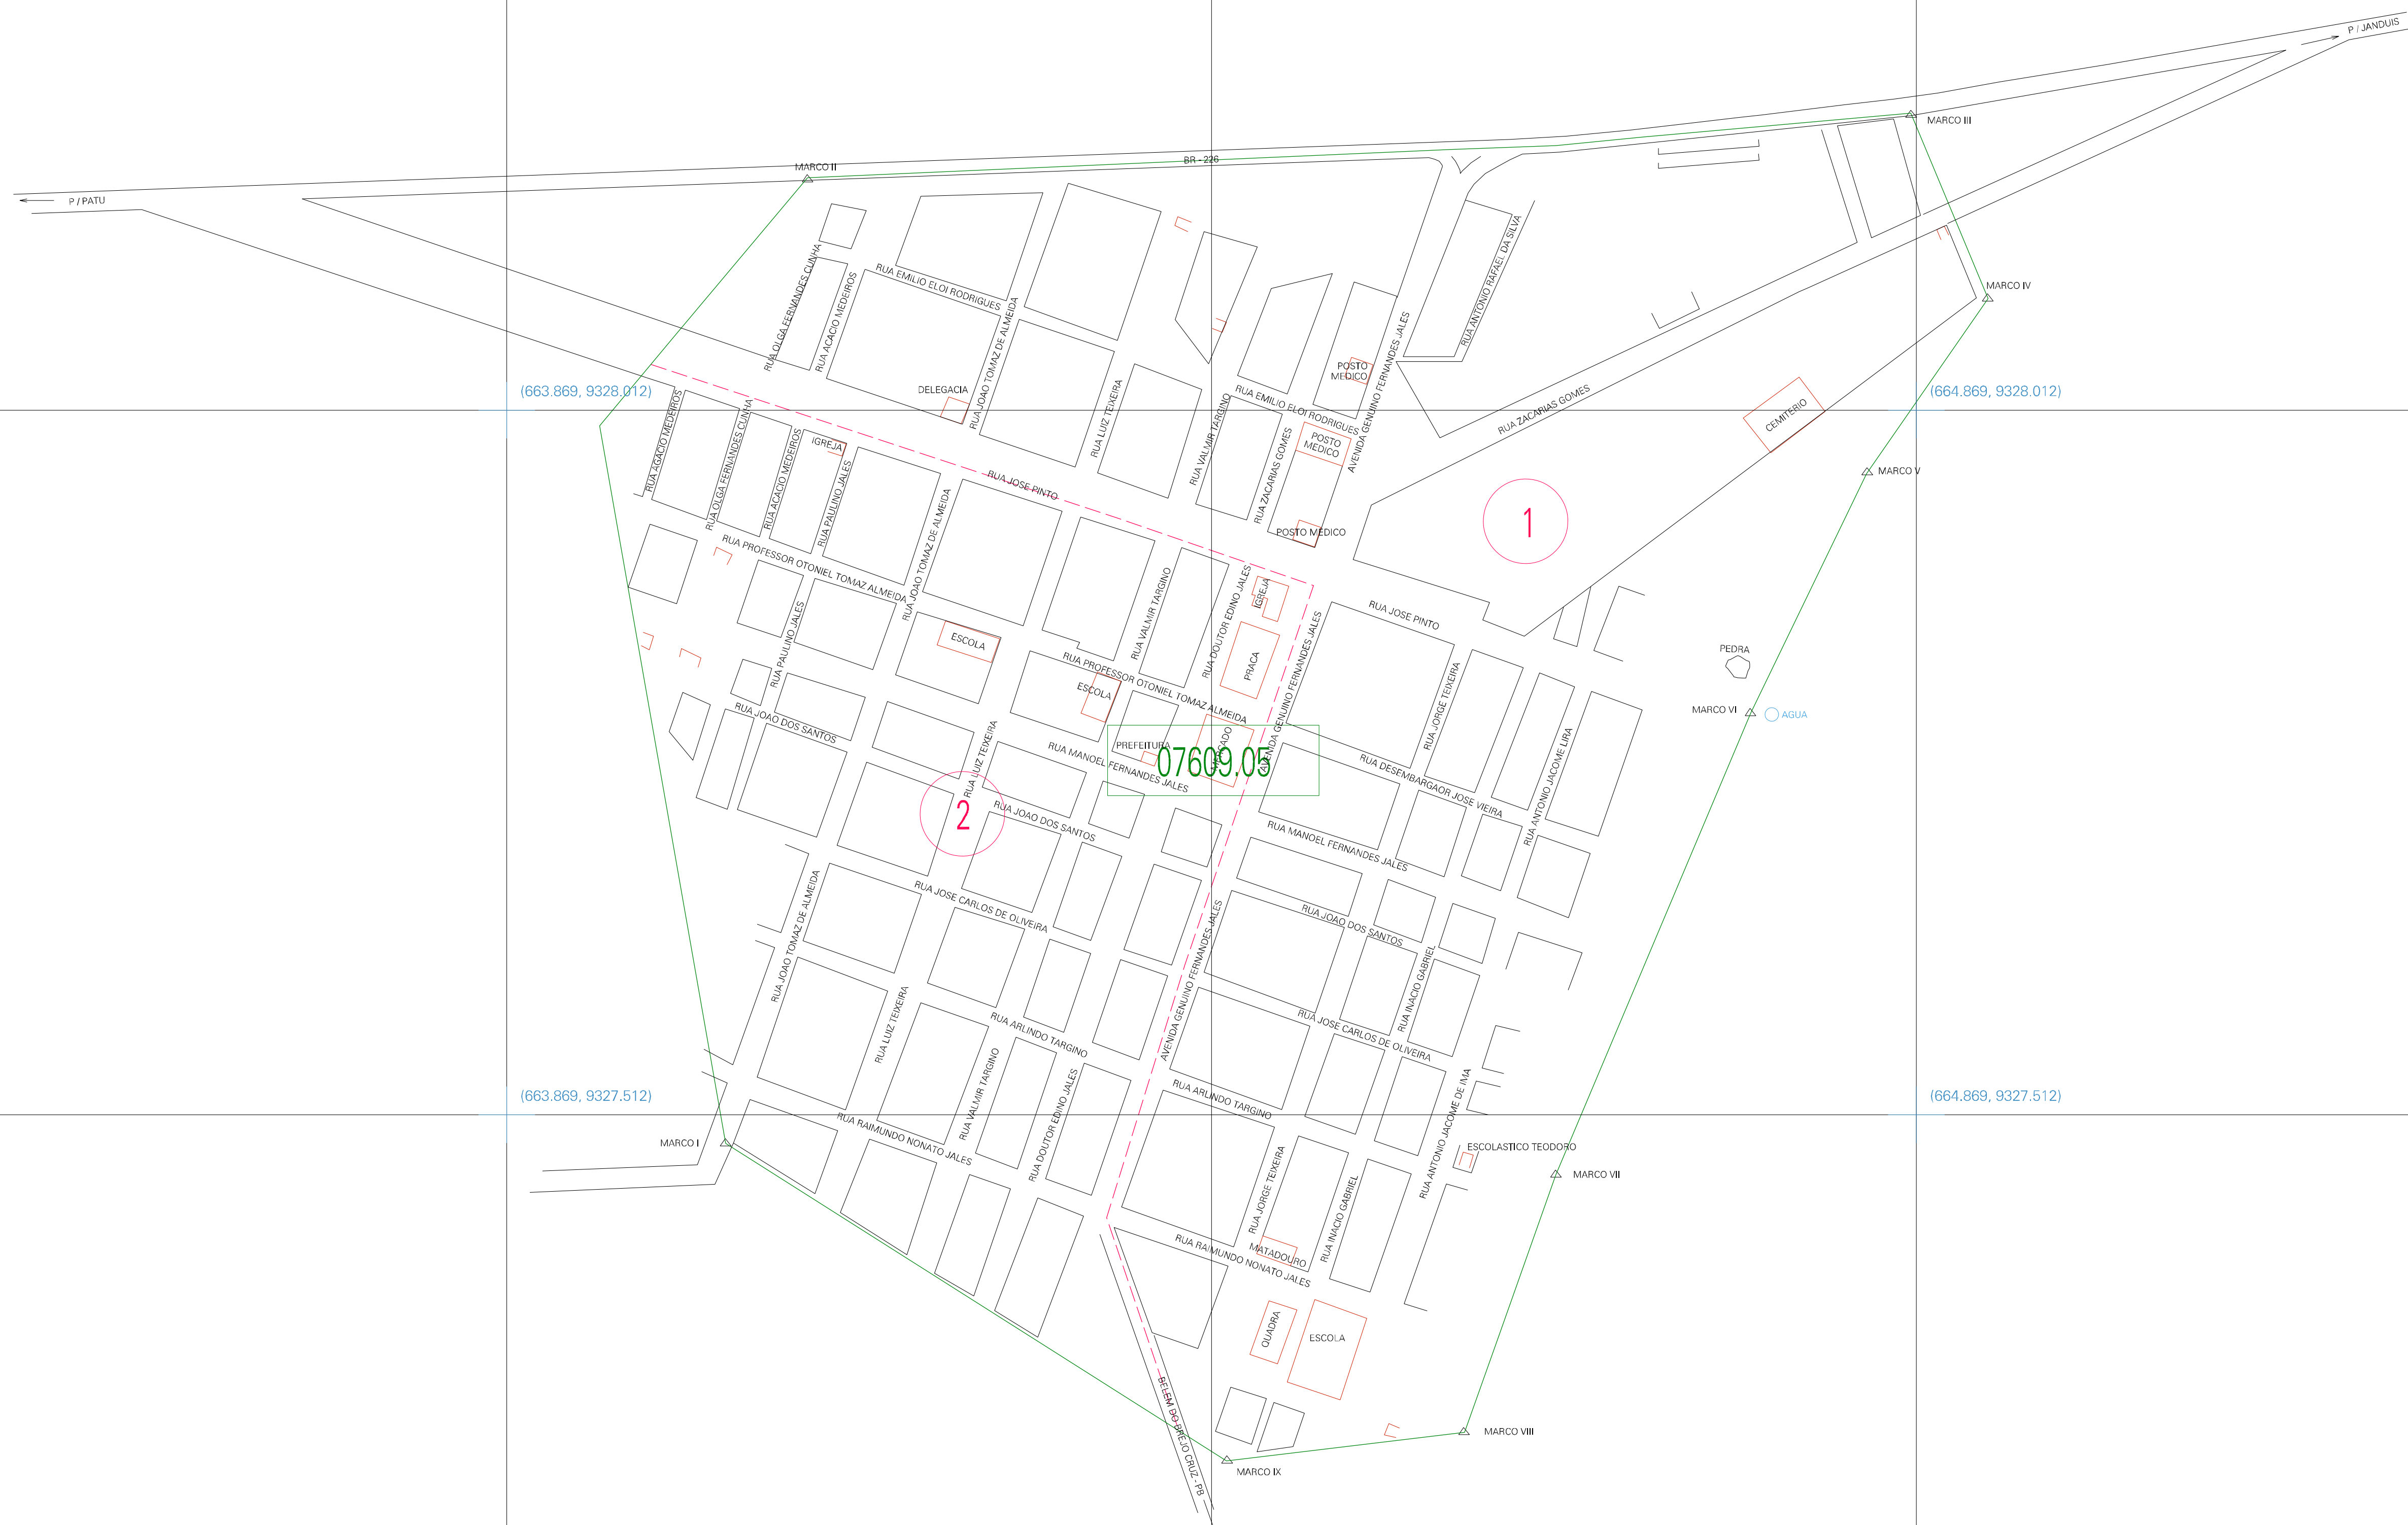 P / JANDUIS
MARCO III
BR - 226
MARCO II
P / PATU
RUA OLGA FERNANDES CUNHA
RUA ACACIO MEDEIROS
RUA EMILIO ELOI RODRIGUES
RUA JOAO TOMAZ DE ALMEIDA
RUA ANTONIO RAFAEL DA SILVA
MARCO IV
POSTO
MEDICO
AVENIDA GENUINO FERNANDES JALES
(663.869, 9328.012)
(664.869, 9328.012)
DELEGACIA
RUA LUIZ TEIXEIRA
RUA VALMIR TARGINO
RUA EMILIO ELOI RODRIGUES
RUA ZACARIAS GOMES
CEMITERIO
RUA AGACIO MEDEIROS
RUA OLGA FERNANDES CUNHA
RUA ACACIO MEDEIROS
IGREJA
RUA PAULINO JALES
RUA JOSE PINTO
RUA ZACARIAS GOMES
POSTO
MEDICO
MARCO V
POSTO MEDICO
1
RUA PROFESSOR OTONIEL TOMAZ ALMEIDA
RUA JOAO TOMAZ DE ALMEIDA
RUA VALMIR TARGINO
RUA DOUTOR EDINO JALES
IGREJA
RUA JOSE PINTO
RUA PAULINO JALES
ESCOLA
PRACA
AVENIDA GENUINO FERNANDES JALES
RUA JORGE TEIXEIRA
PEDRA
RUA PROFESSOR OTONIEL TOMAZ ALMEIDA
ESCOLA
MARCO VI
AGUA
RUA JOAO DOS SANTOS
RUA LUIZ TEIXEIRA
RUA MANOEL FERNANDES JALES
PREFEITURA
MERCADO
07609.05
RUA DESEMBARGAOR JOSE VIEIRA
RUA ANTONIO JACOME LIRA
2
RUA JOAO DOS SANTOS
RUA MANOEL FERNANDES JALES
RUA JOAO TOMAZ DE ALMEIDA
RUA JOSE CARLOS DE OLIVEIRA
AVENIDA GENUINO FERNANDES JALES
RUA JOAO DOS SANTOS
RUA INACIO GABRIEL
RUA LUIZ TEIXEIRA
RUA ARLINDO TARGINO
RUA JOSE CARLOS DE OLIVEIRA
RUA VALMIR TARGINO
RUA DOUTOR EDINO JALES
RUA ARLINDO TARGINO
RUA ANTONIO JACOME DE IMA
(663.869, 9327.512)
(664.869, 9327.512)
MARCO I
RUA RAIMUNDO NONATO JALES
ESCOLASTICO TEODORO
MARCO VII
RUA JORGE TEIXEIRA
RUA INACIO GABRIEL
RUA RAIMUNDO NONATO JALES
MATADOURO
QUADRA
ESCOLA
BELEM DO BREJO CRUZ - PB
MARCO VIII
MARCO IX